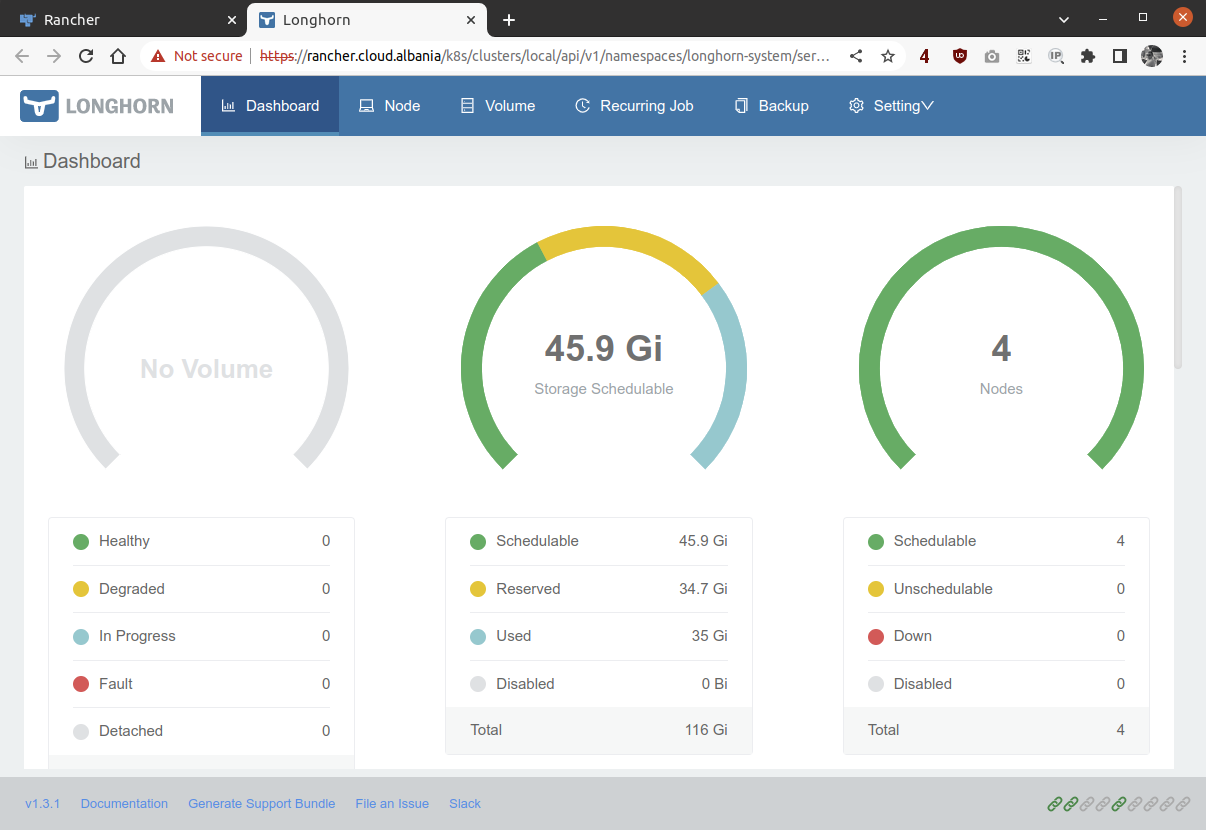 Rancher
Longhorn
Not secure
https://rancher.cloud.albania/k8s/clusters/local/api/v1/namespaces/longhorn-system/ser...
4
UD
IP
LONGHORN
Dashboard
Node
Volume
Recurring Job
Backup
Setting
Dashboard
No Volume
45.9 Gi
Storage Schedulable
4
Nodes
Healthy 0
Degraded 0
In Progress 0
Fault 0
Detached 0
Schedulable 45.9 Gi
Reserved 34.7 Gi
Used 35 Gi
Disabled 0 Bi
Total 116 Gi
Schedulable 4
Unschedulable 0
Down 0
Disabled 0
Total 4
v1.3.1 Documentation Generate Support Bundle File an Issue Slack